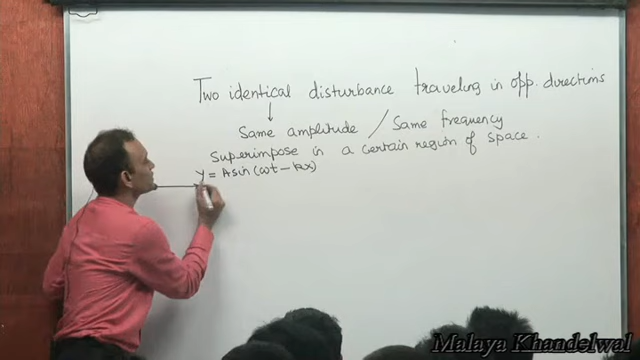 Two identical disturbance traveling in opp. directions
Same amplitude / Same frequency
Superimpose in a certain region of space.
y = A sin(ωt - kx)
Malaya Khandelwal